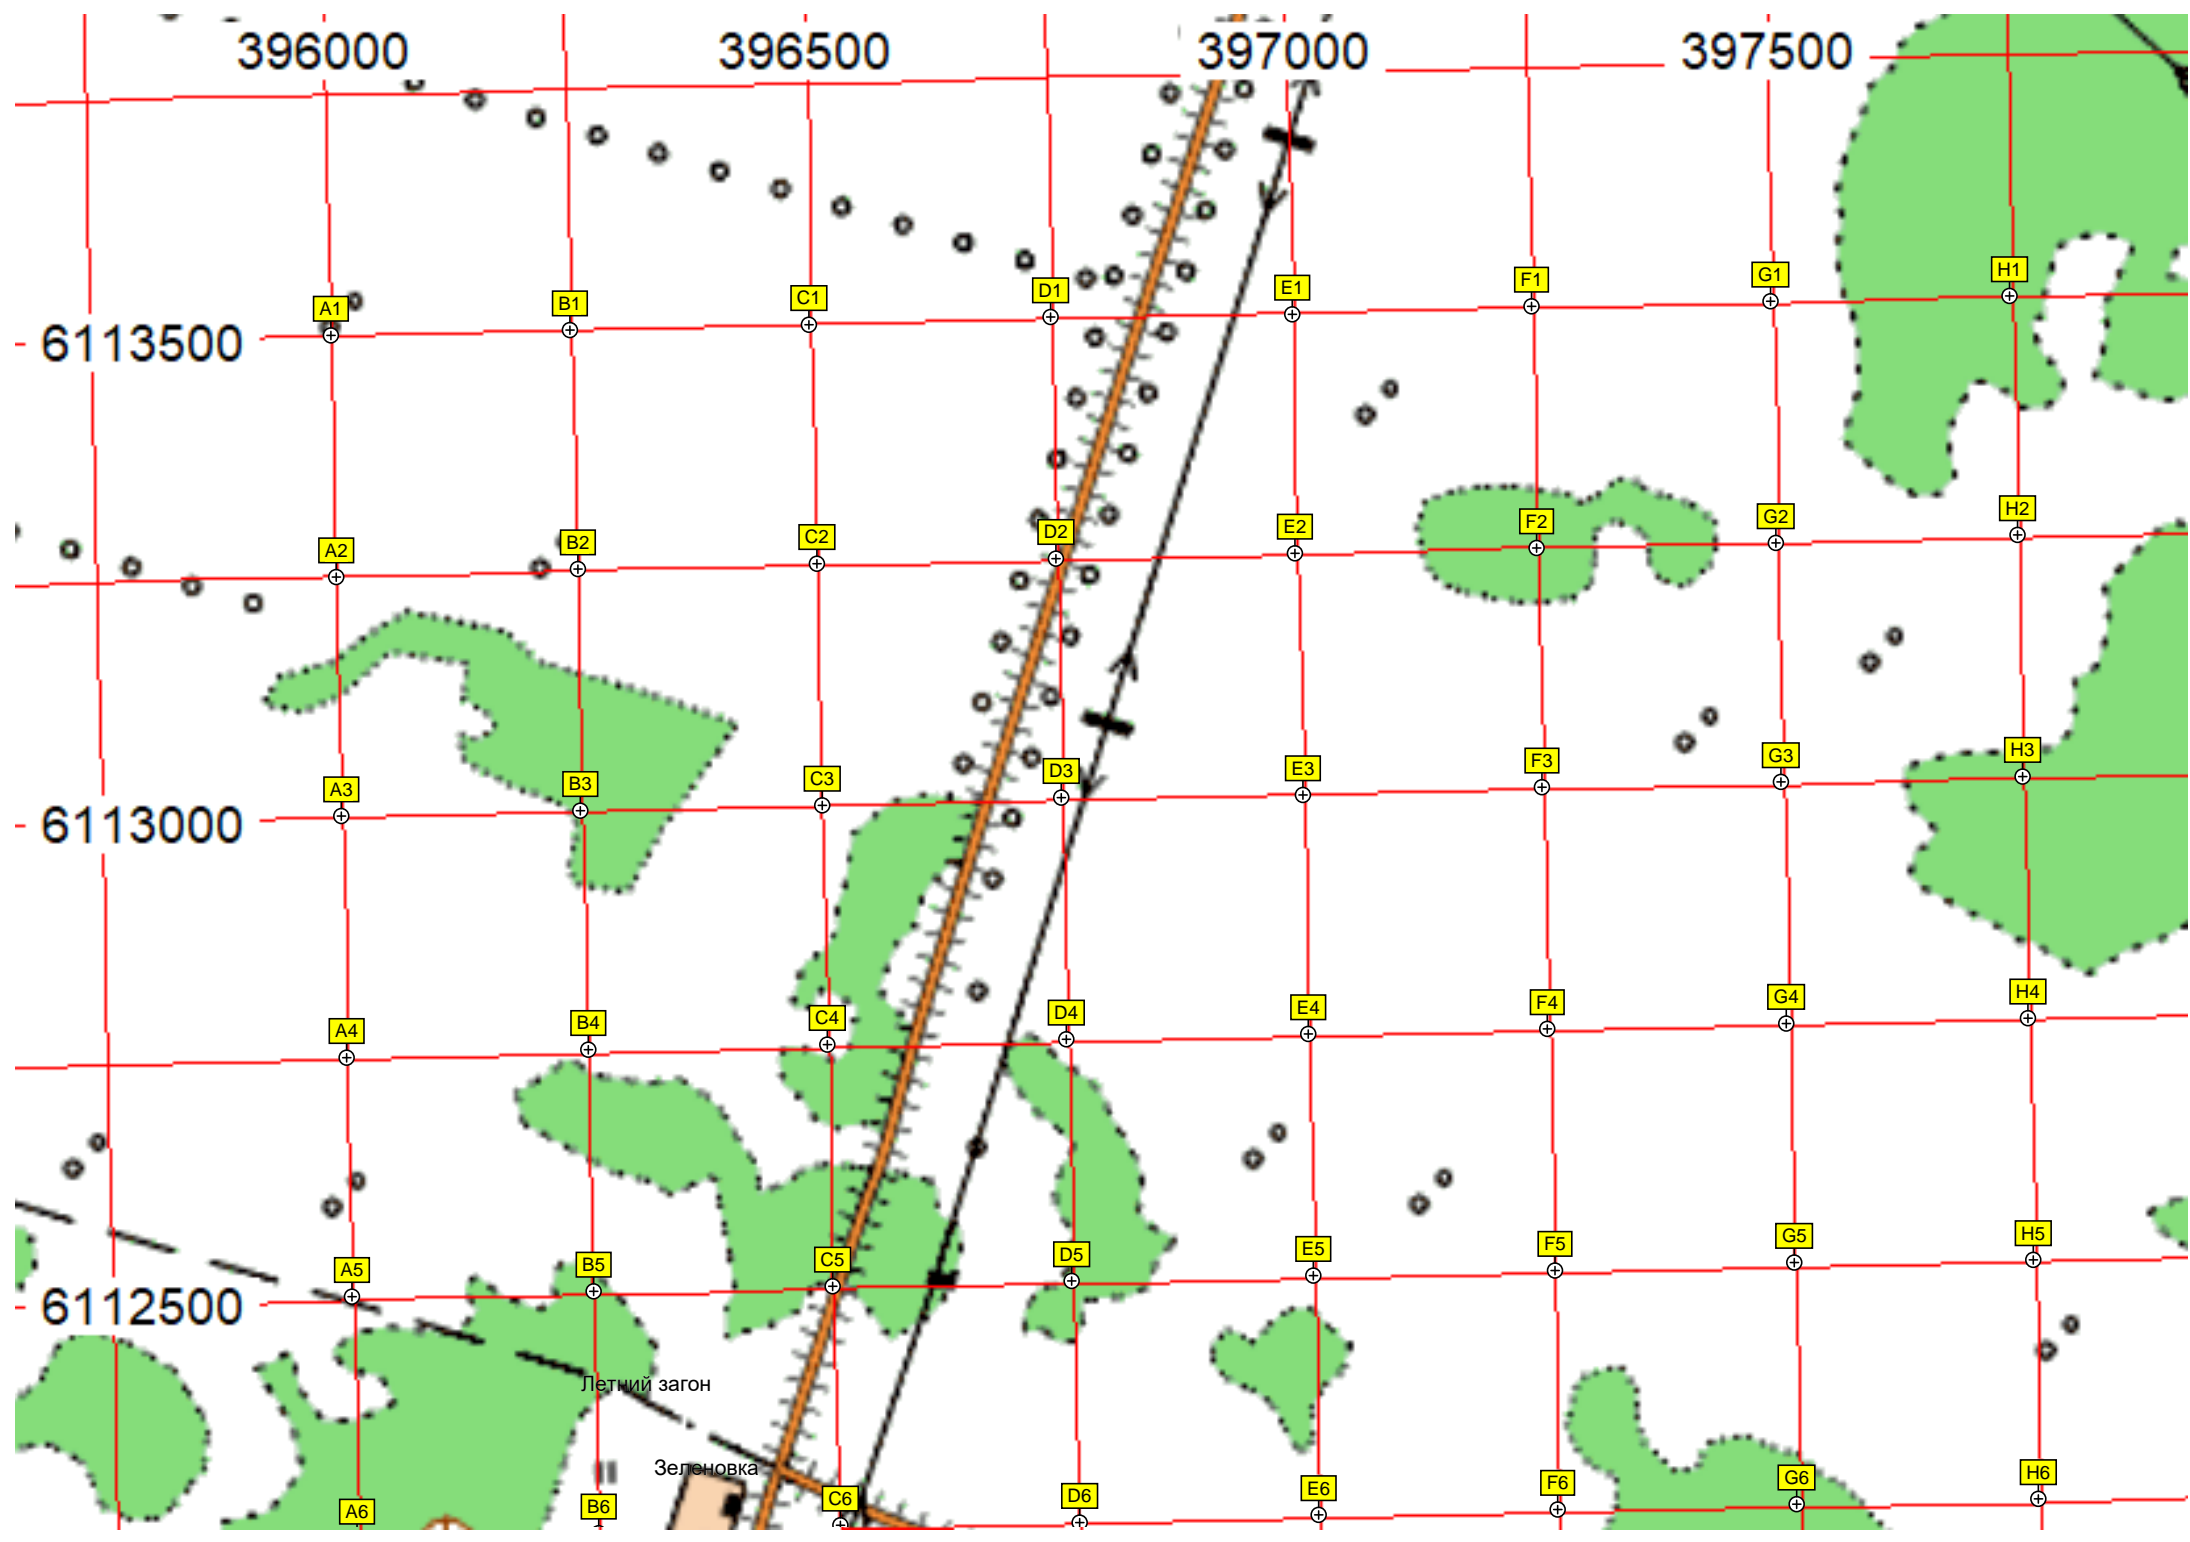 396000 396500 397000 397500
A1 B1 C1 D1 E1 F1 G1 H1
6113500
A2 B2 C2 D2 E2 F2 G2 H2
A3 B3 C3 D3 E3 F3 G3 H3
6113000
A4 B4 C4 D4 E4 F4 G4 H4
A5 B5 C5 D5 E5 F5 G5 H5
6112500
Летний загон
Зеленовка
A6 B6 C6 D6 E6 F6 G6 H6